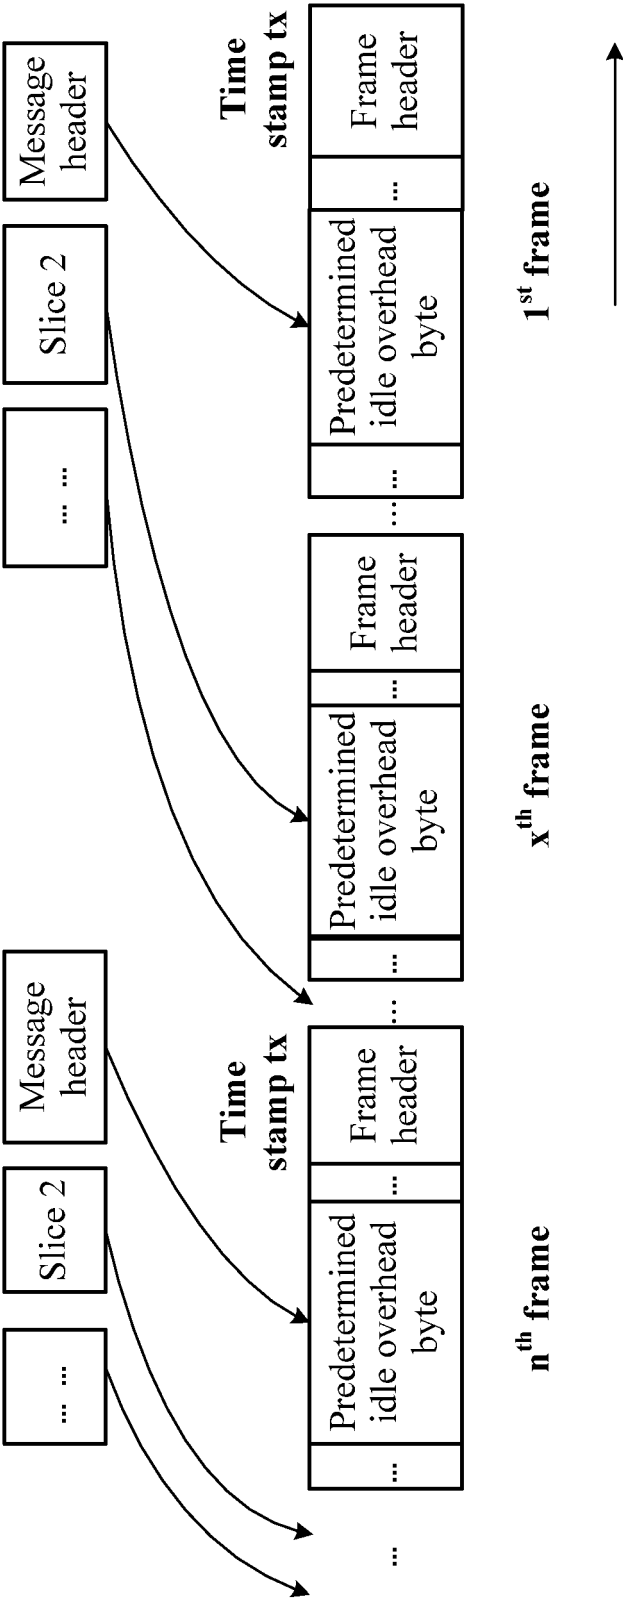 ... ...
Slice 2
Message
header
... ...
Slice 2
Message
header
Time
stamp tx
Time
stamp tx
...
...
Predetermined
idle overhead
byte
...
Frame
header
...
...
Predetermined
idle overhead
byte
...
Frame
header
...
...
Predetermined
idle overhead
byte
...
Frame
header
nth frame
xth frame
1st frame